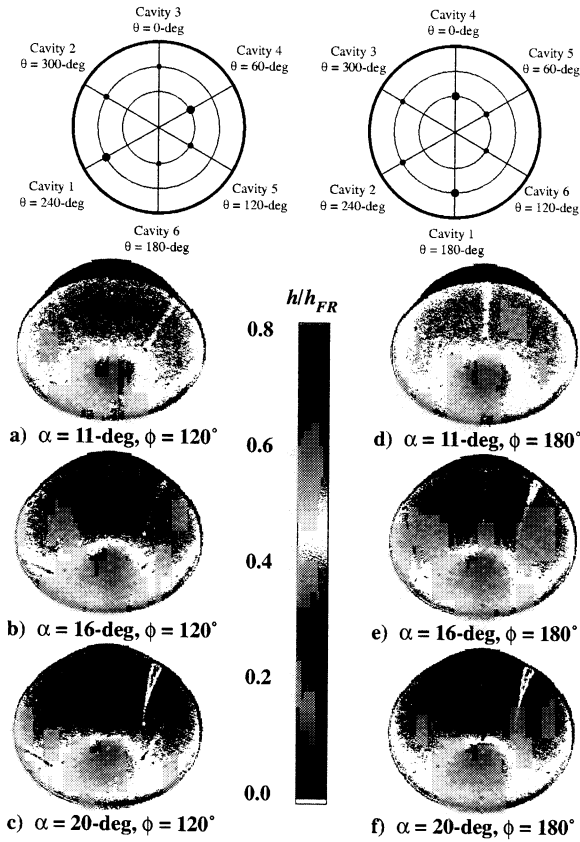 Cavity 3
θ = 0-deg
Cavity 2
θ = 300-deg
Cavity 4
θ = 60-deg
Cavity 1
θ = 240-deg
Cavity 5
θ = 120-deg
Cavity 6
θ = 180-deg
Cavity 4
θ = 0-deg
Cavity 3
θ = 300-deg
Cavity 5
θ = 60-deg
Cavity 2
θ = 240-deg
Cavity 6
θ = 120-deg
Cavity 1
θ = 180-deg
h/hFR
0.8
0.6
0.4
0.2
0.0
a) α = 11-deg, ϕ = 120°
b) α = 16-deg, ϕ = 120°
c) α = 20-deg, ϕ = 120°
d) α = 11-deg, ϕ = 180°
e) α = 16-deg, ϕ = 180°
f) α = 20-deg, ϕ = 180°